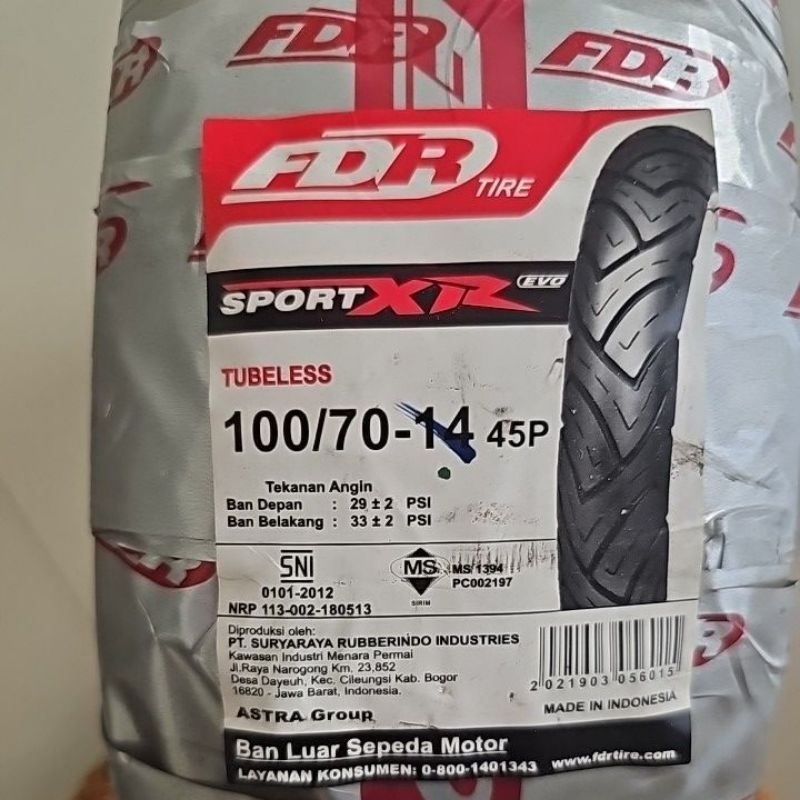 FDR
FDR
FDR
FDR TIRE
SPORT XR EVO
TUBELESS
100/70-14 45P
Tekanan Angin
Ban Depan : 29 ± 2 PSI
Ban Belakang : 33 ± 2 PSI
SNI
0101-2012
NRP 113-002-180513
MS
SIRIM
MS 1394
PC002197
Diproduksi oleh:
PT. SURYARAYA RUBBERINDO INDUSTRIES
Kawasan Industri Menara Permai
Jl.Raya Narogong Km. 23,852
Desa Dayeuh, Kec. Cileungsi Kab. Bogor
16820 - Jawa Barat, Indonesia.
ASTRA Group
2 021903 056015
MADE IN INDONESIA
Ban Luar Sepeda Motor
LAYANAN KONSUMEN: 0-800-1401343 www.fdrtire.com